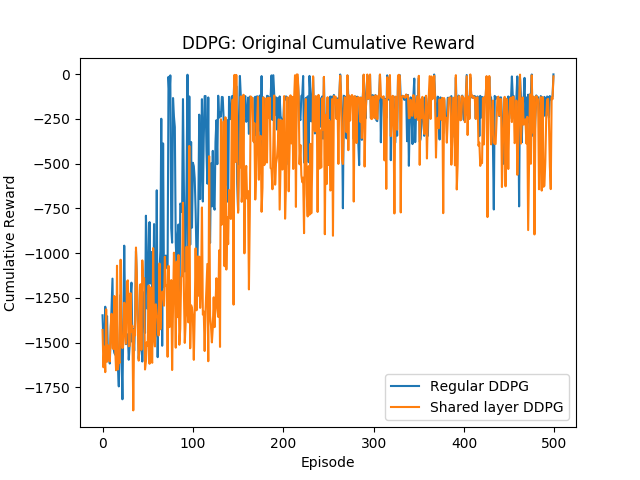 DDPG: Original Cumulative Reward
Cumulative Reward
0
−250
−500
−750
−1000
−1250
−1500
−1750
0 100 200 300 400 500
Episode
Regular DDPG
Shared layer DDPG